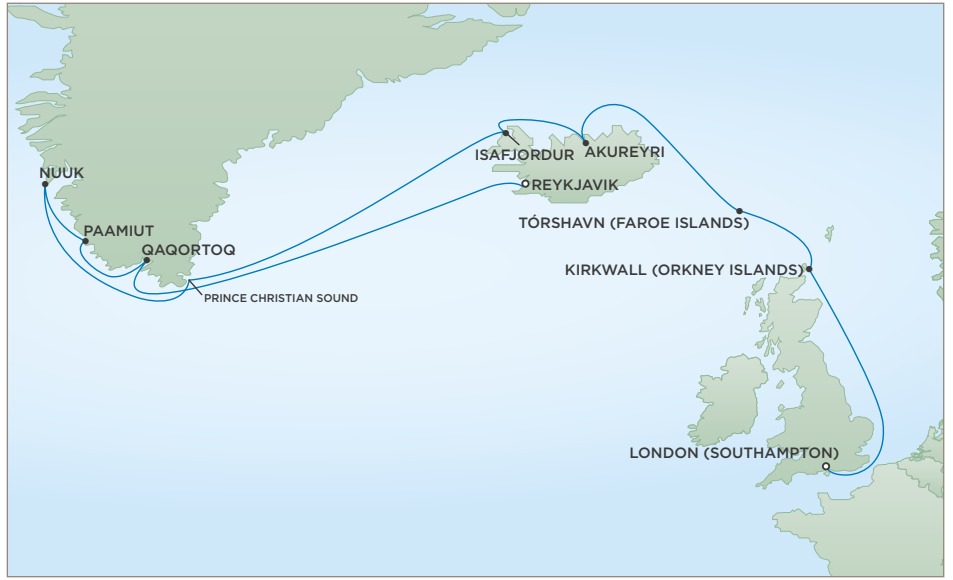 ISAFJORDUR
AKUREYRI
NUUK
REYKJAVIK
PAAMIUT
TÓRSHAVN (FAROE ISLANDS)
QAQORTOQ
KIRKWALL (ORKNEY ISLANDS)
PRINCE CHRISTIAN SOUND
LONDON (SOUTHAMPTON)